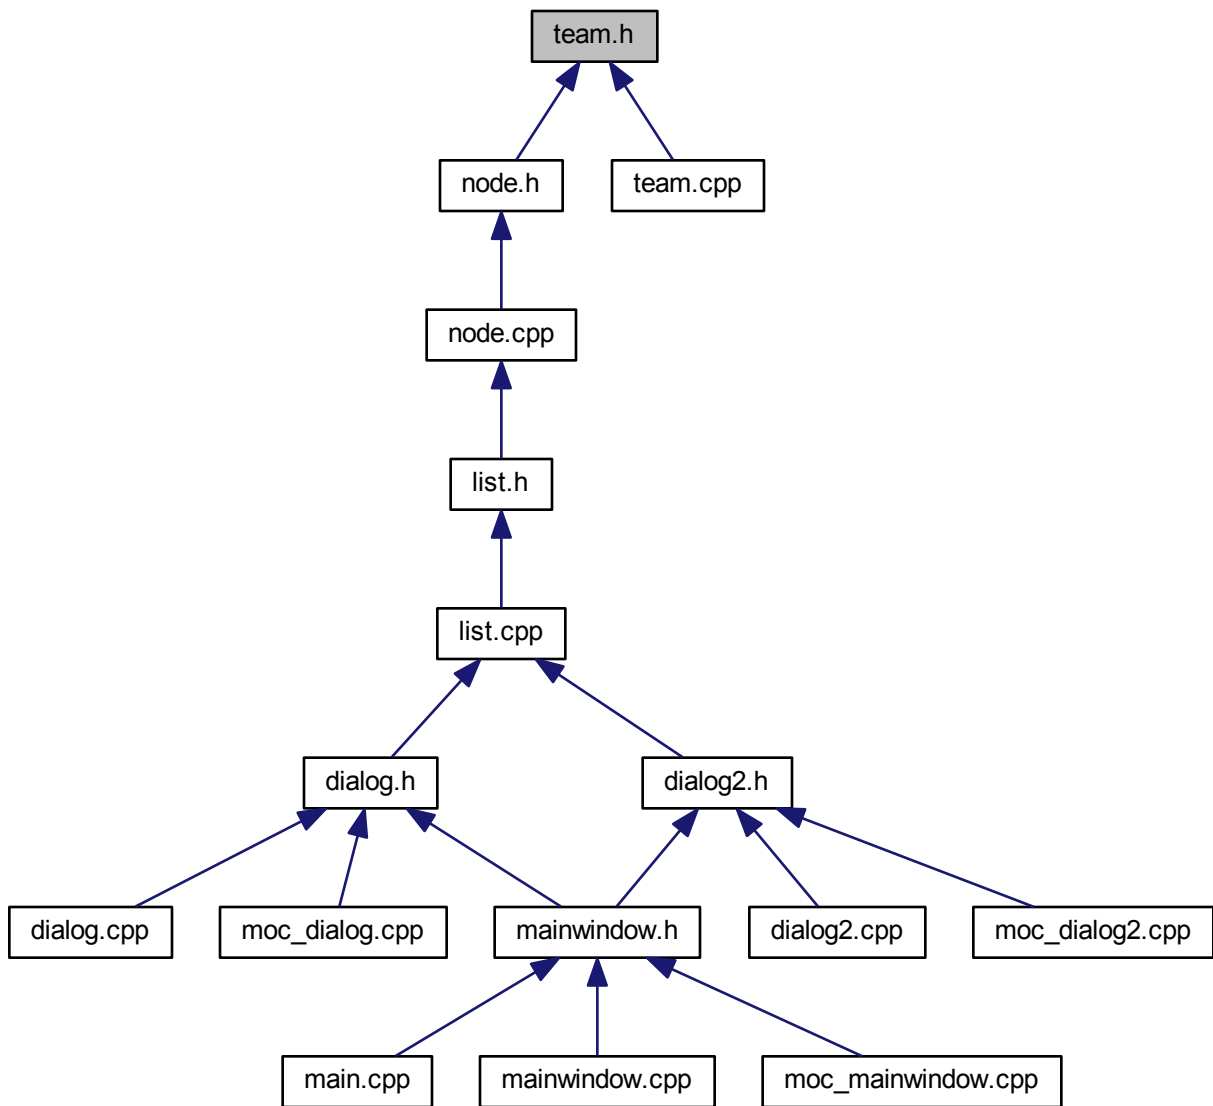 team.h
node.h
team.cpp
node.cpp
list.h
list.cpp
dialog.h
dialog2.h
dialog.cpp
moc_dialog.cpp
mainwindow.h
dialog2.cpp
moc_dialog2.cpp
main.cpp
mainwindow.cpp
moc_mainwindow.cpp